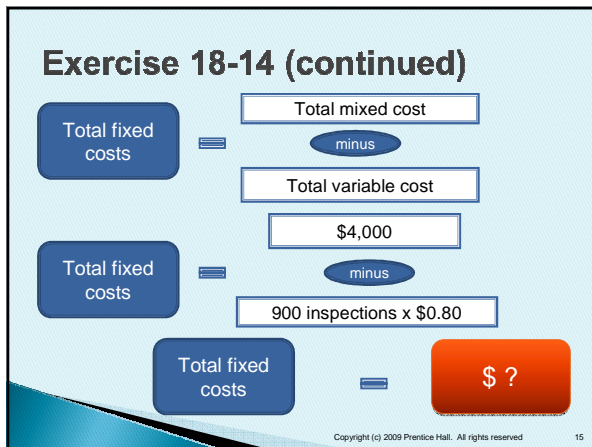 Exercise 18-14 (continued)
Total fixed
costs
=
Total mixed cost
minus
Total variable cost
Total fixed
costs
=
$4,000
minus
900 inspections x $0.80
Total fixed
costs
=
$ ?
Copyright (c) 2009 Prentice Hall. All rights reserved
15